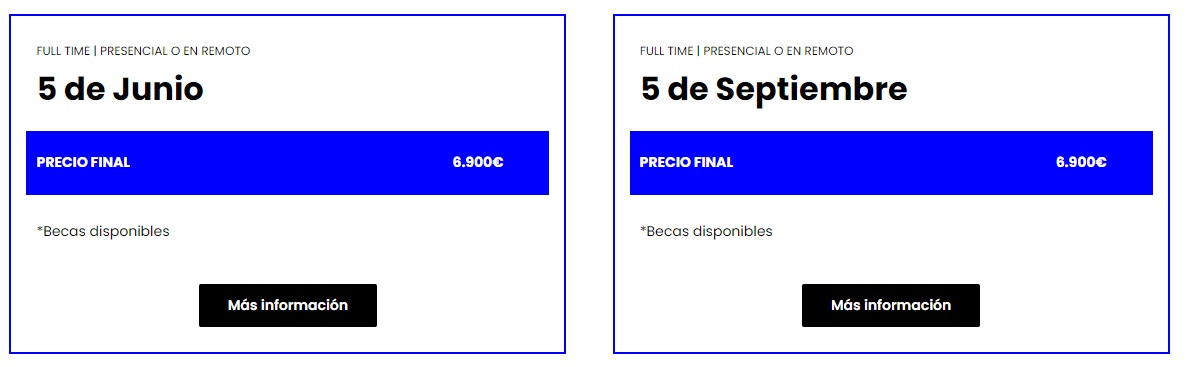 FULL TIME | PRESENCIAL O EN REMOTO
5 de Junio
PRECIO FINAL 6.900€
*Becas disponibles
Más información
FULL TIME | PRESENCIAL O EN REMOTO
5 de Septiembre
PRECIO FINAL 6.900€
*Becas disponibles
Más información